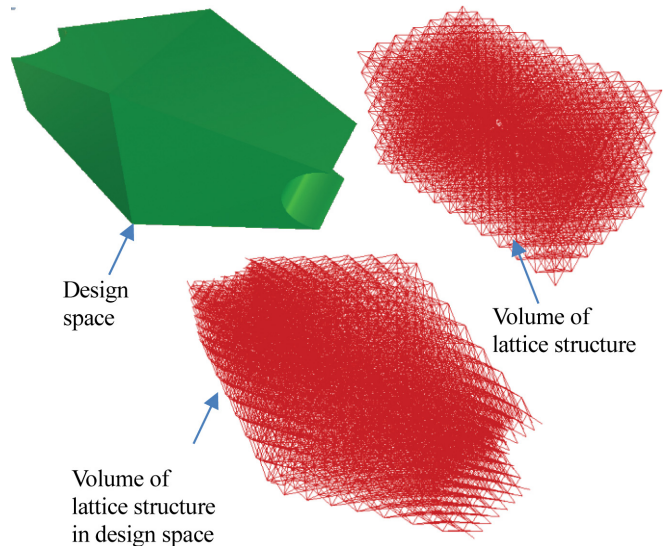 Design
space
Volume of
lattice structure
Volume of
lattice structure
in design space